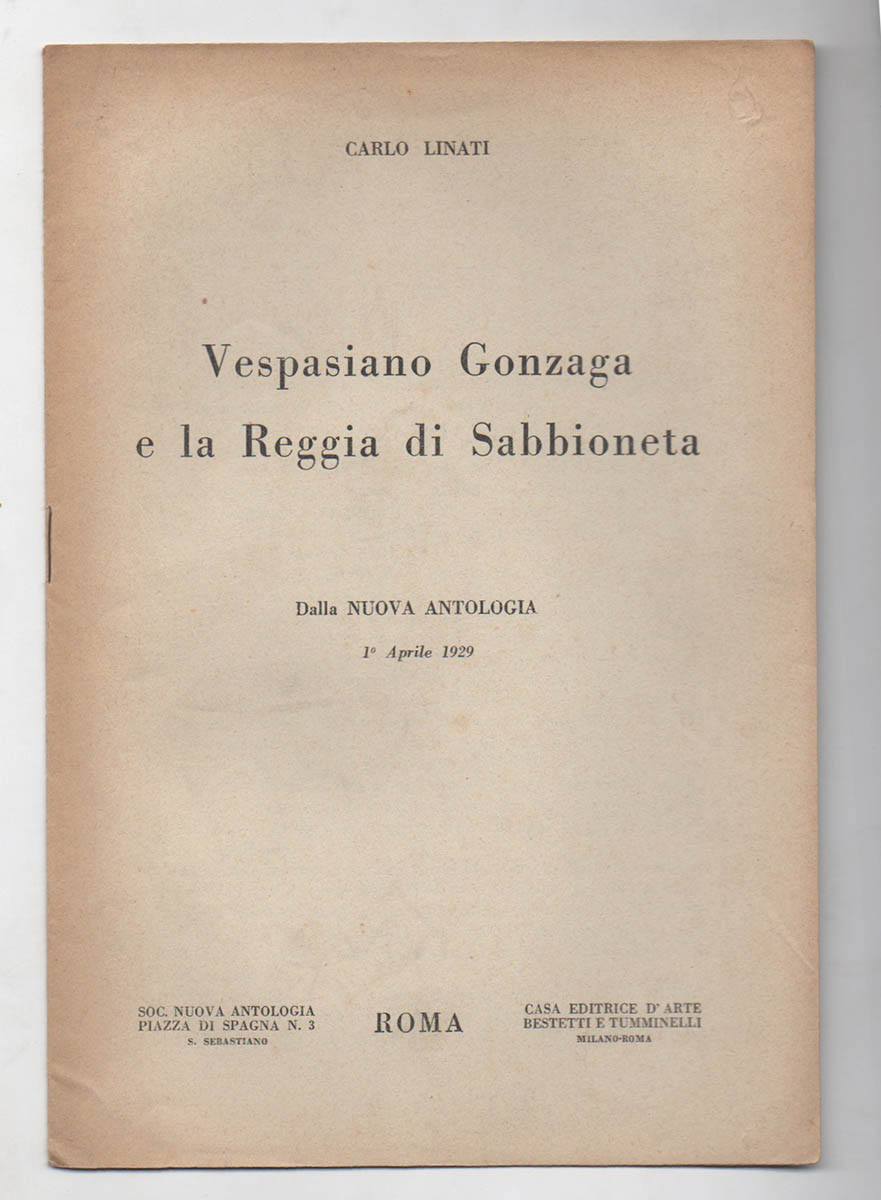 CARLO LINATI
Vespasiano Gonzaga
e la Reggia di Sabbioneta
Dalla NUOVA ANTOLOGIA
1º Aprile 1929
SOC. NUOVA ANTOLOGIA
PIAZZA DI SPAGNA N. 3
S. SEBASTIANO
ROMA
CASA EDITRICE D'ARTE
BESTETTI E TUMMINELLI
MILANO-ROMA